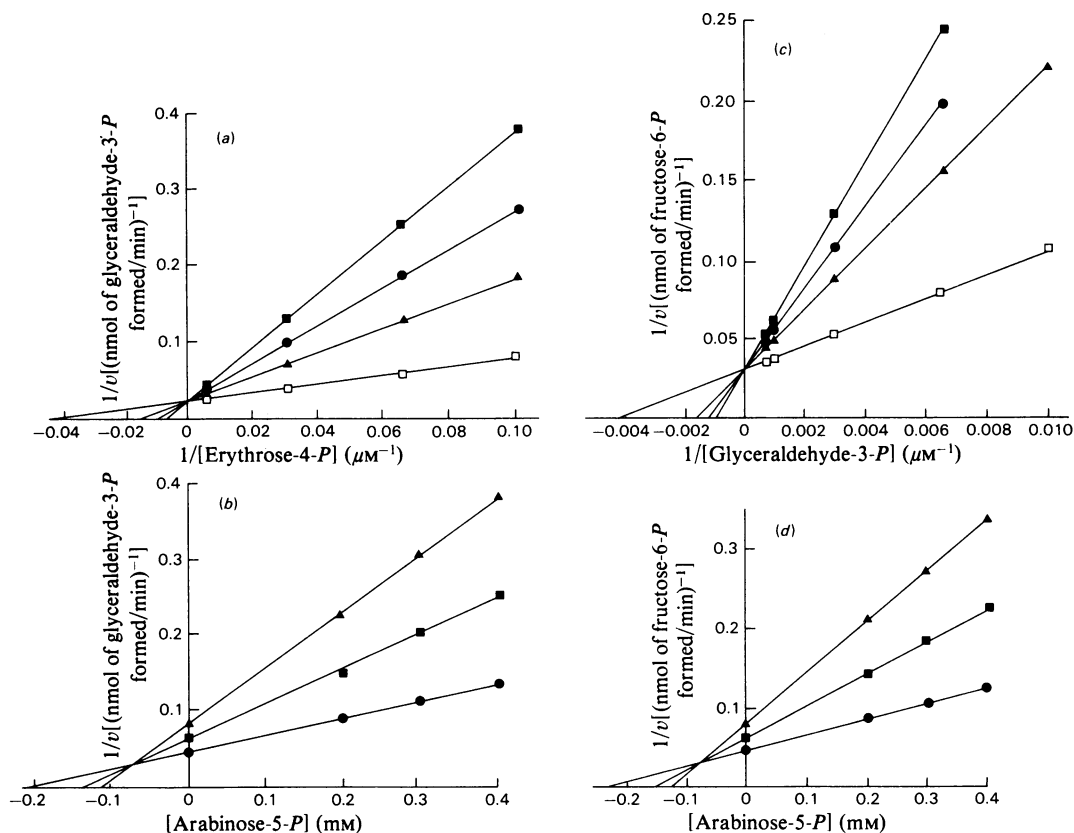 (a)
1/v[(nmol of glyceraldehyde-3-P
formed/min)⁻¹]
0.4
0.3
0.2
0.1
−0.04
−0.02
0
0.02
0.04
0.06
0.08
0.10
1/[Erythrose-4-P] (μM⁻¹)
(c)
1/v[(nmol of fructose-6-P
formed/min)⁻¹]
0.25
0.20
0.15
0.10
0.05
−0.004
−0.002
0
0.002
0.004
0.006
0.008
0.010
1/[Glyceraldehyde-3-P] (μM⁻¹)
(b)
1/v[(nmol of glyceraldehyde-3-P
formed/min)⁻¹]
0.4
0.3
0.2
0.1
−0.2
−0.1
0
0.1
0.2
0.3
0.4
[Arabinose-5-P] (mM)
(d)
1/v[(nmol of fructose-6-P
formed/min)⁻¹]
0.3
0.2
0.1
−0.2
−0.1
0
0.1
0.2
0.3
0.4
[Arabinose-5-P] (mM)